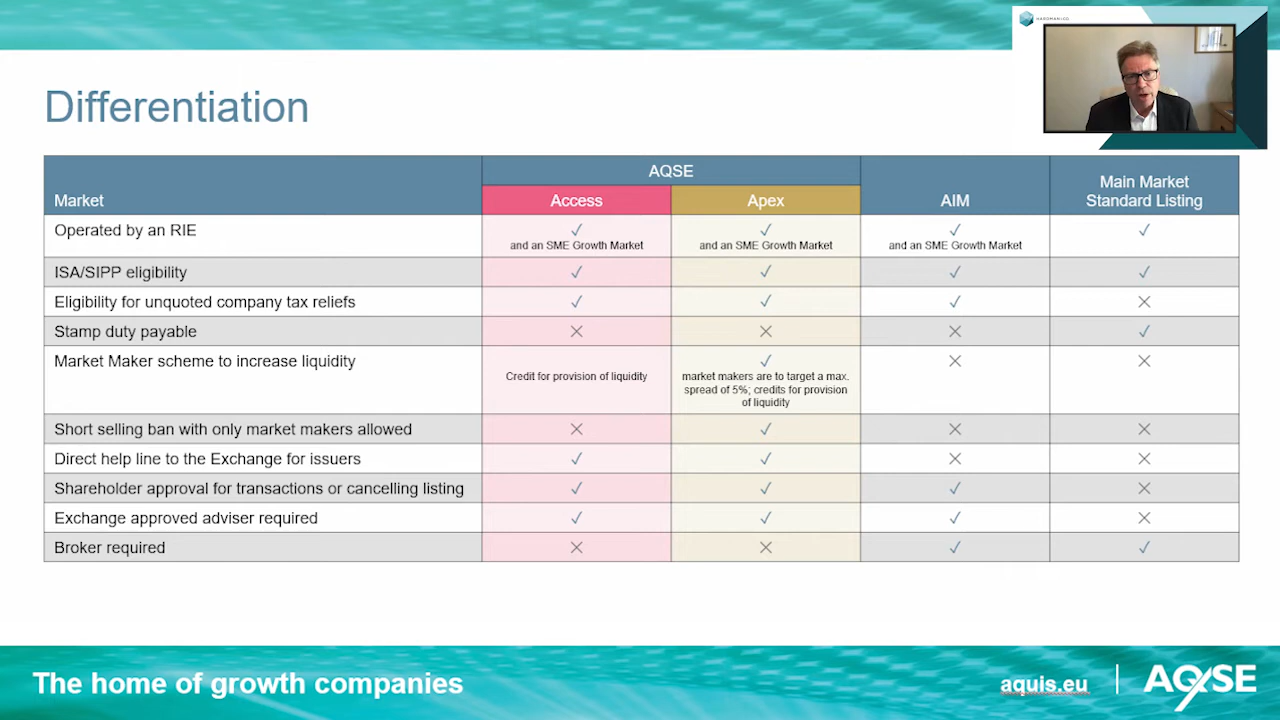 HARDMAN&CO
Differentiation
Market
AQSE
Access
Apex
AIM
Main Market
Standard Listing
Operated by an RIE
✓ ✓ ✓ ✓
and an SME Growth Market
and an SME Growth Market
and an SME Growth Market
ISA/SIPP eligibility ✓ ✓ ✓ ✓
Eligibility for unquoted company tax reliefs ✓ ✓ ✓ ×
Stamp duty payable × × × ✓
Market Maker scheme to increase liquidity
Credit for provision of liquidity
✓
market makers are to target a max.
spread of 5%; credits for provision
of liquidity
× ×
Short selling ban with only market makers allowed × ✓ × ×
Direct help line to the Exchange for issuers ✓ ✓ × ×
Shareholder approval for transactions or cancelling listing ✓ ✓ ✓ ×
Exchange approved adviser required ✓ ✓ ✓ ×
Broker required × × ✓ ✓
The home of growth companies
aquis.eu
AQSE